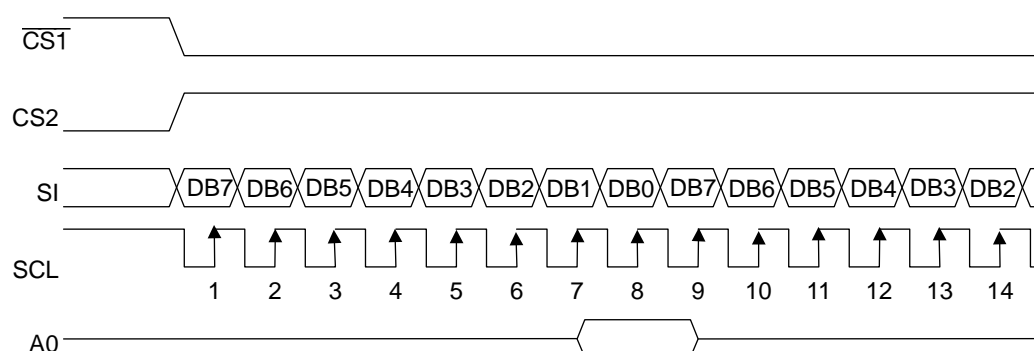 CS1
CS2
SI DB7 DB6 DB5 DB4 DB3 DB2 DB1 DB0 DB7 DB6 DB5 DB4 DB3 DB2
SCL
1 2 3 4 5 6 7 8 9 10 11 12 13 14
A0